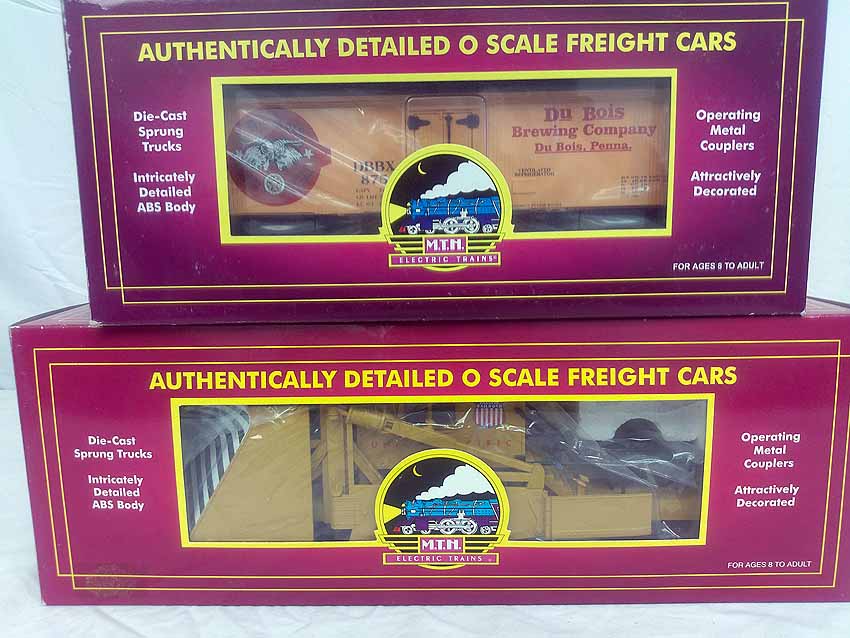 AUTHENTICALLY DETAILED O SCALE FREIGHT CARS
Die-Cast
Sprung
Trucks
Intricately
Detailed
ABS Body
DBBX
Du Bois
Brewing Company
Du Bois, Penna.
VENTILATED
REFRIGERATOR
Operating
Metal
Couplers
Attractively
Decorated
M.T.H.
ELECTRIC TRAINS®
FOR AGES 8 TO ADULT
AUTHENTICALLY DETAILED O SCALE FREIGHT CARS
Die-Cast
Sprung Trucks
Intricately
Detailed
ABS Body
Operating
Metal
Couplers
Attractively
Decorated
M.T.H.
ELECTRIC TRAINS®
FOR AGES 8 TO ADULT